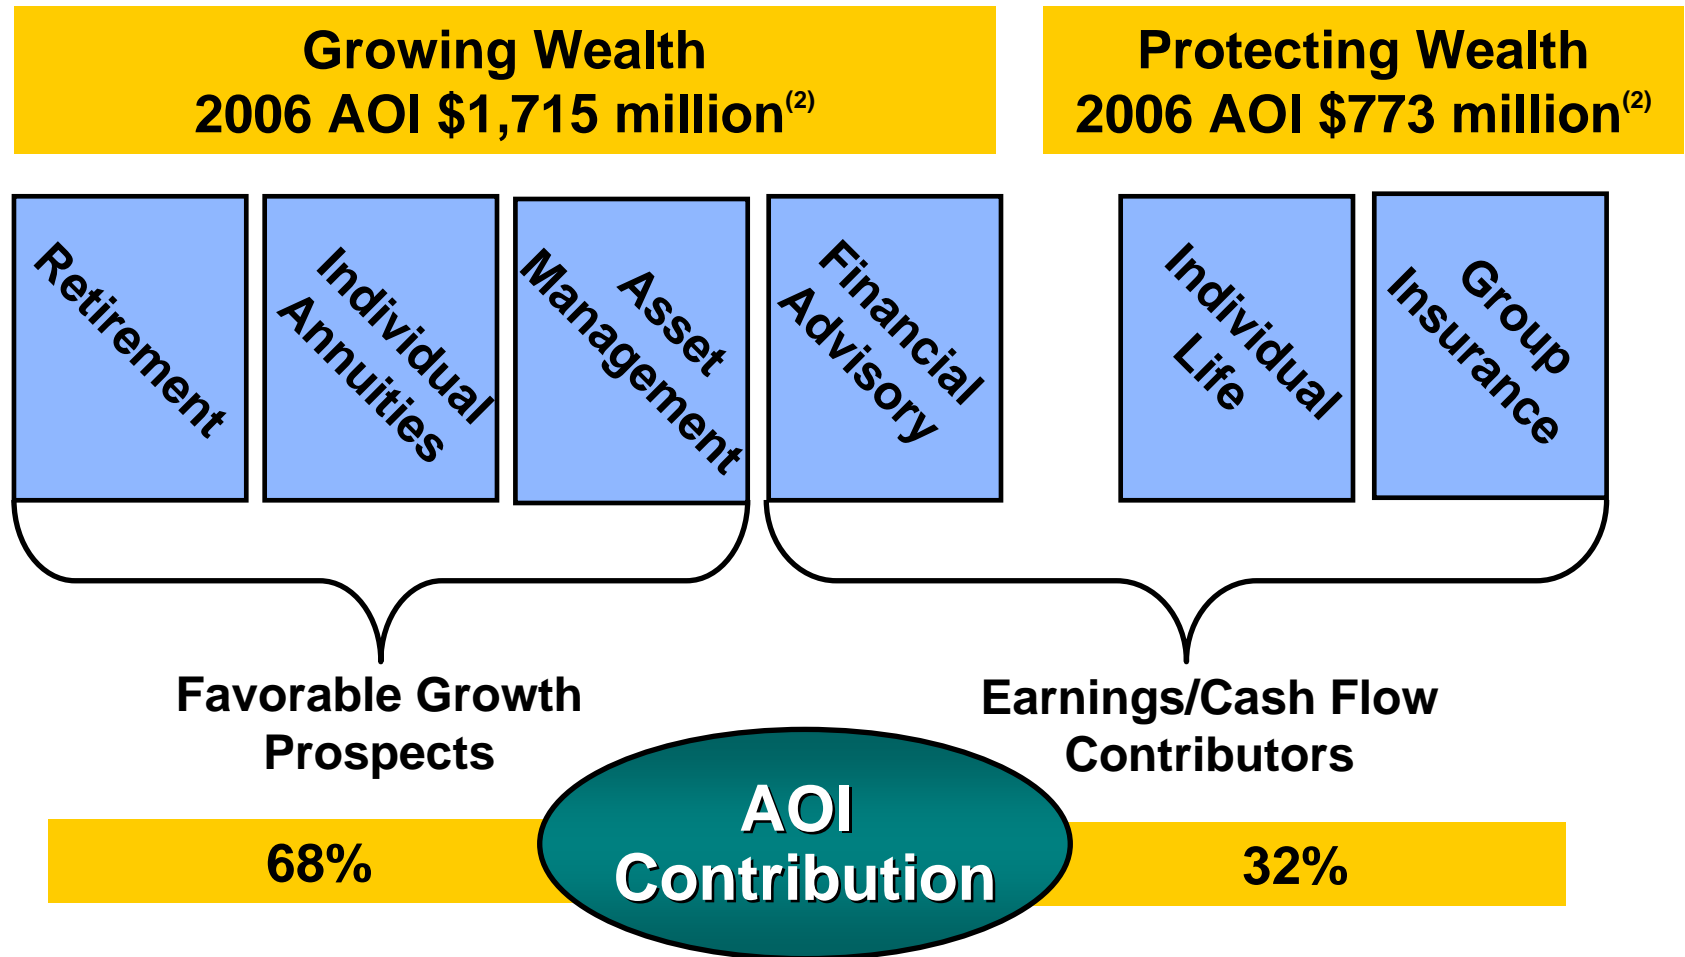 Growing Wealth
2006 AOI $1,715 million(2)
Protecting Wealth
2006 AOI $773 million(2)
Retirement
Individual
Annuities
Asset
Management
Financial
Advisory
Individual
Life
Group
Insurance
Favorable Growth
Prospects
Earnings/Cash Flow
Contributors
68%
AOI
Contribution
32%